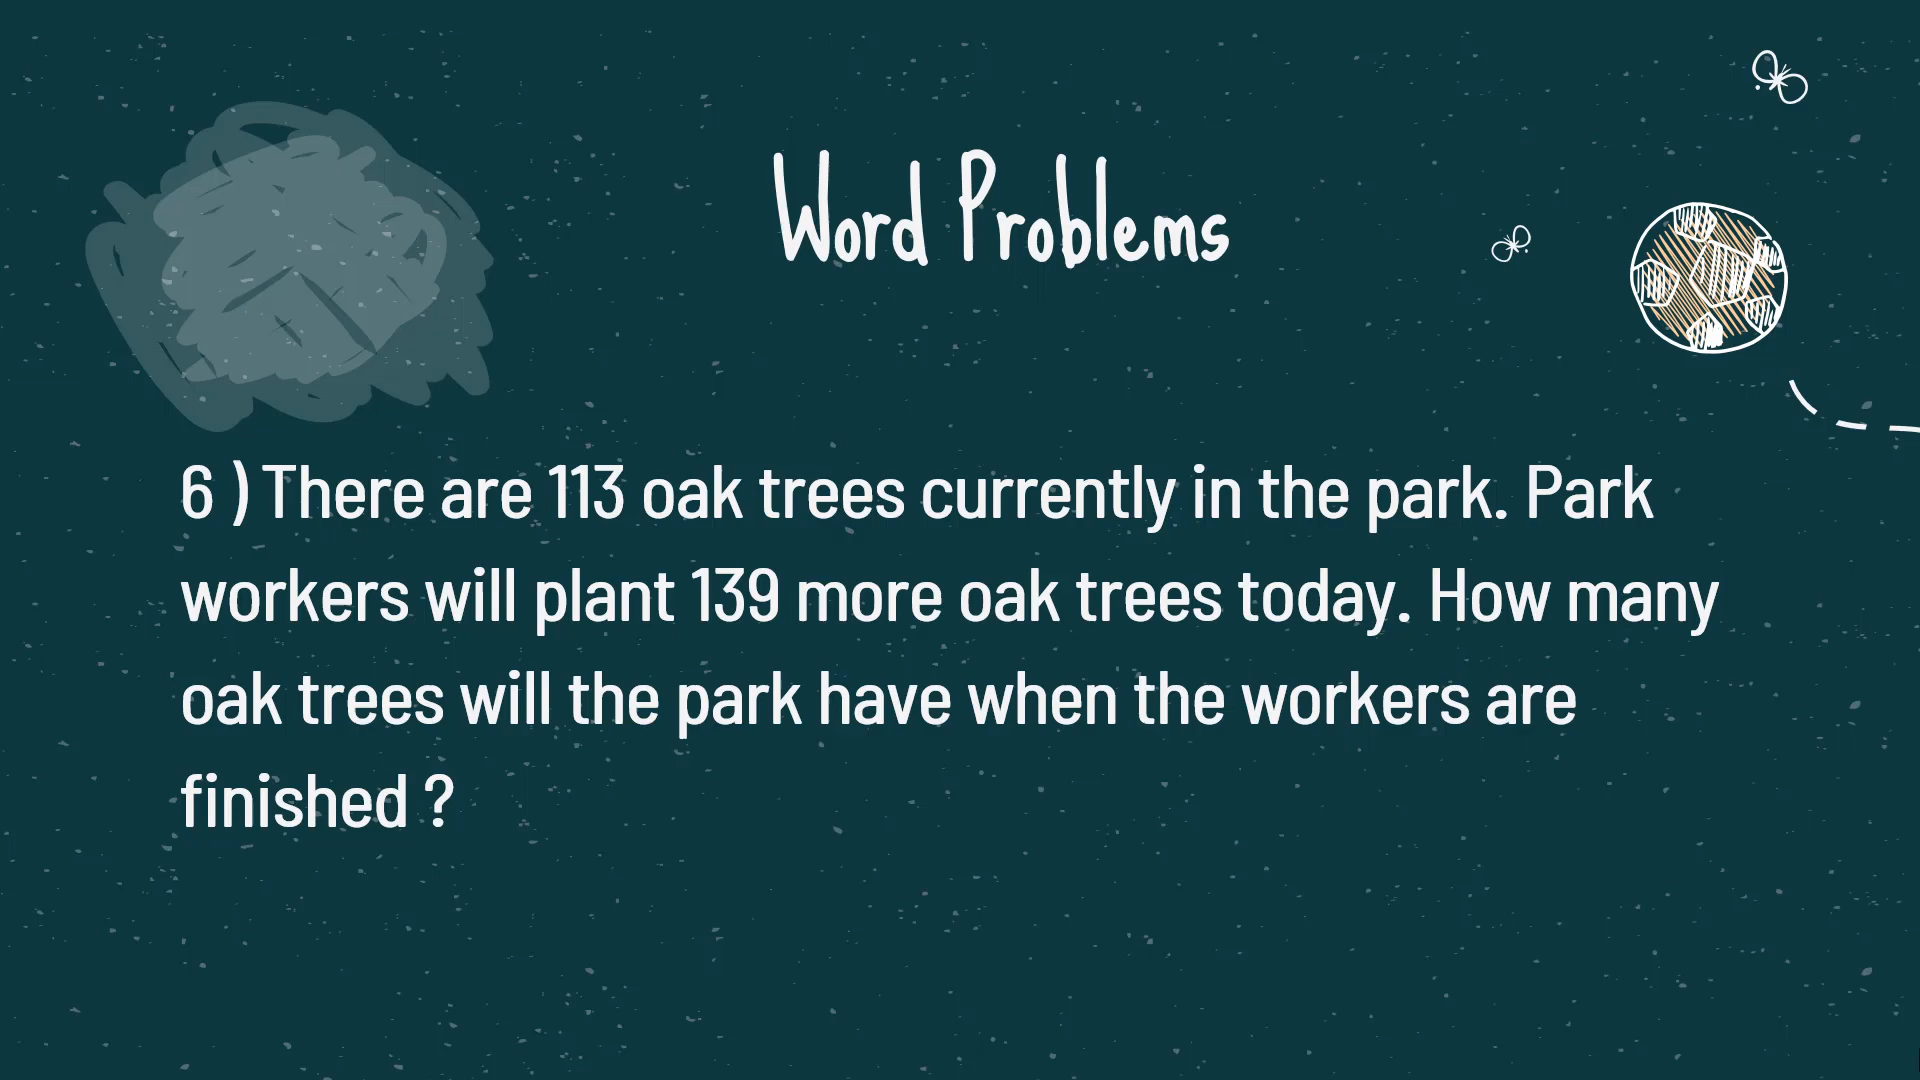 Word Problems
6 ) There are 113 oak trees currently in the park. Park
workers will plant 139 more oak trees today. How many
oak trees will the park have when the workers are
finished ?